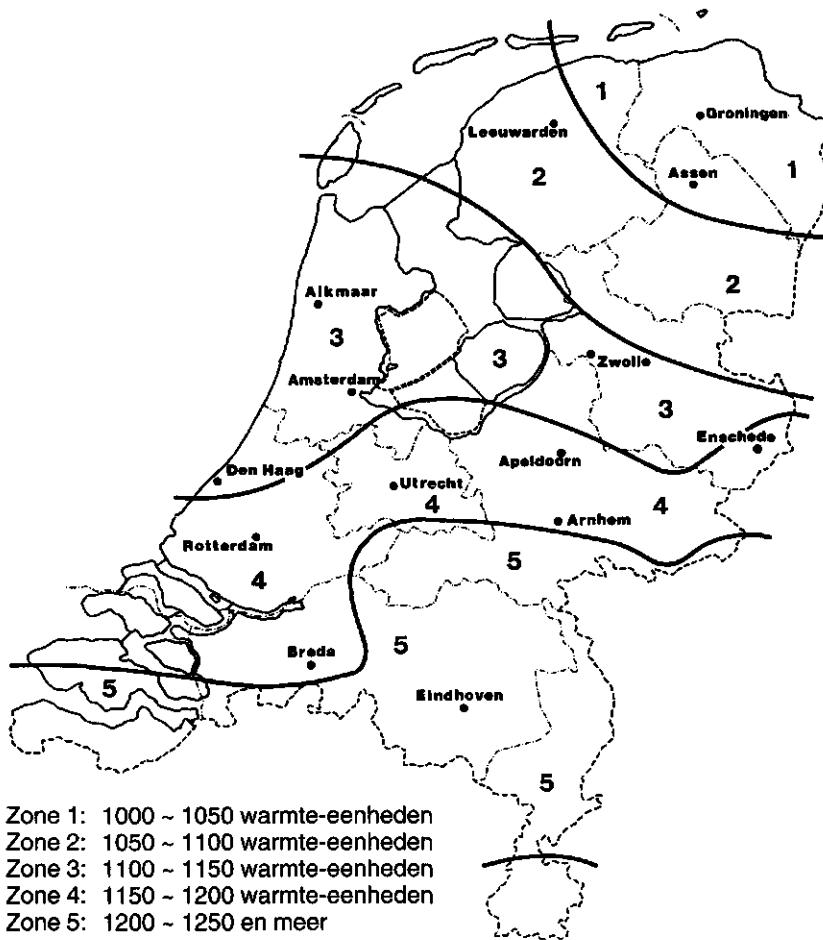 1
Groningen
Leeuwarden
Assen
1
2
2
Alkmaar
3
3
Zwolle
Amsterdam
3
Enschede
Apeldoorn
Den Haag
Utrecht
4
4
Arnhem
Rotterdam
5
4
Breda
5
5
Eindhoven
5
Zone 1: 1000 ~ 1050 warmte-eenheden
Zone 2: 1050 ~ 1100 warmte-eenheden
Zone 3: 1100 ~ 1150 warmte-eenheden
Zone 4: 1150 ~ 1200 warmte-eenheden
Zone 5: 1200 ~ 1250 en meer